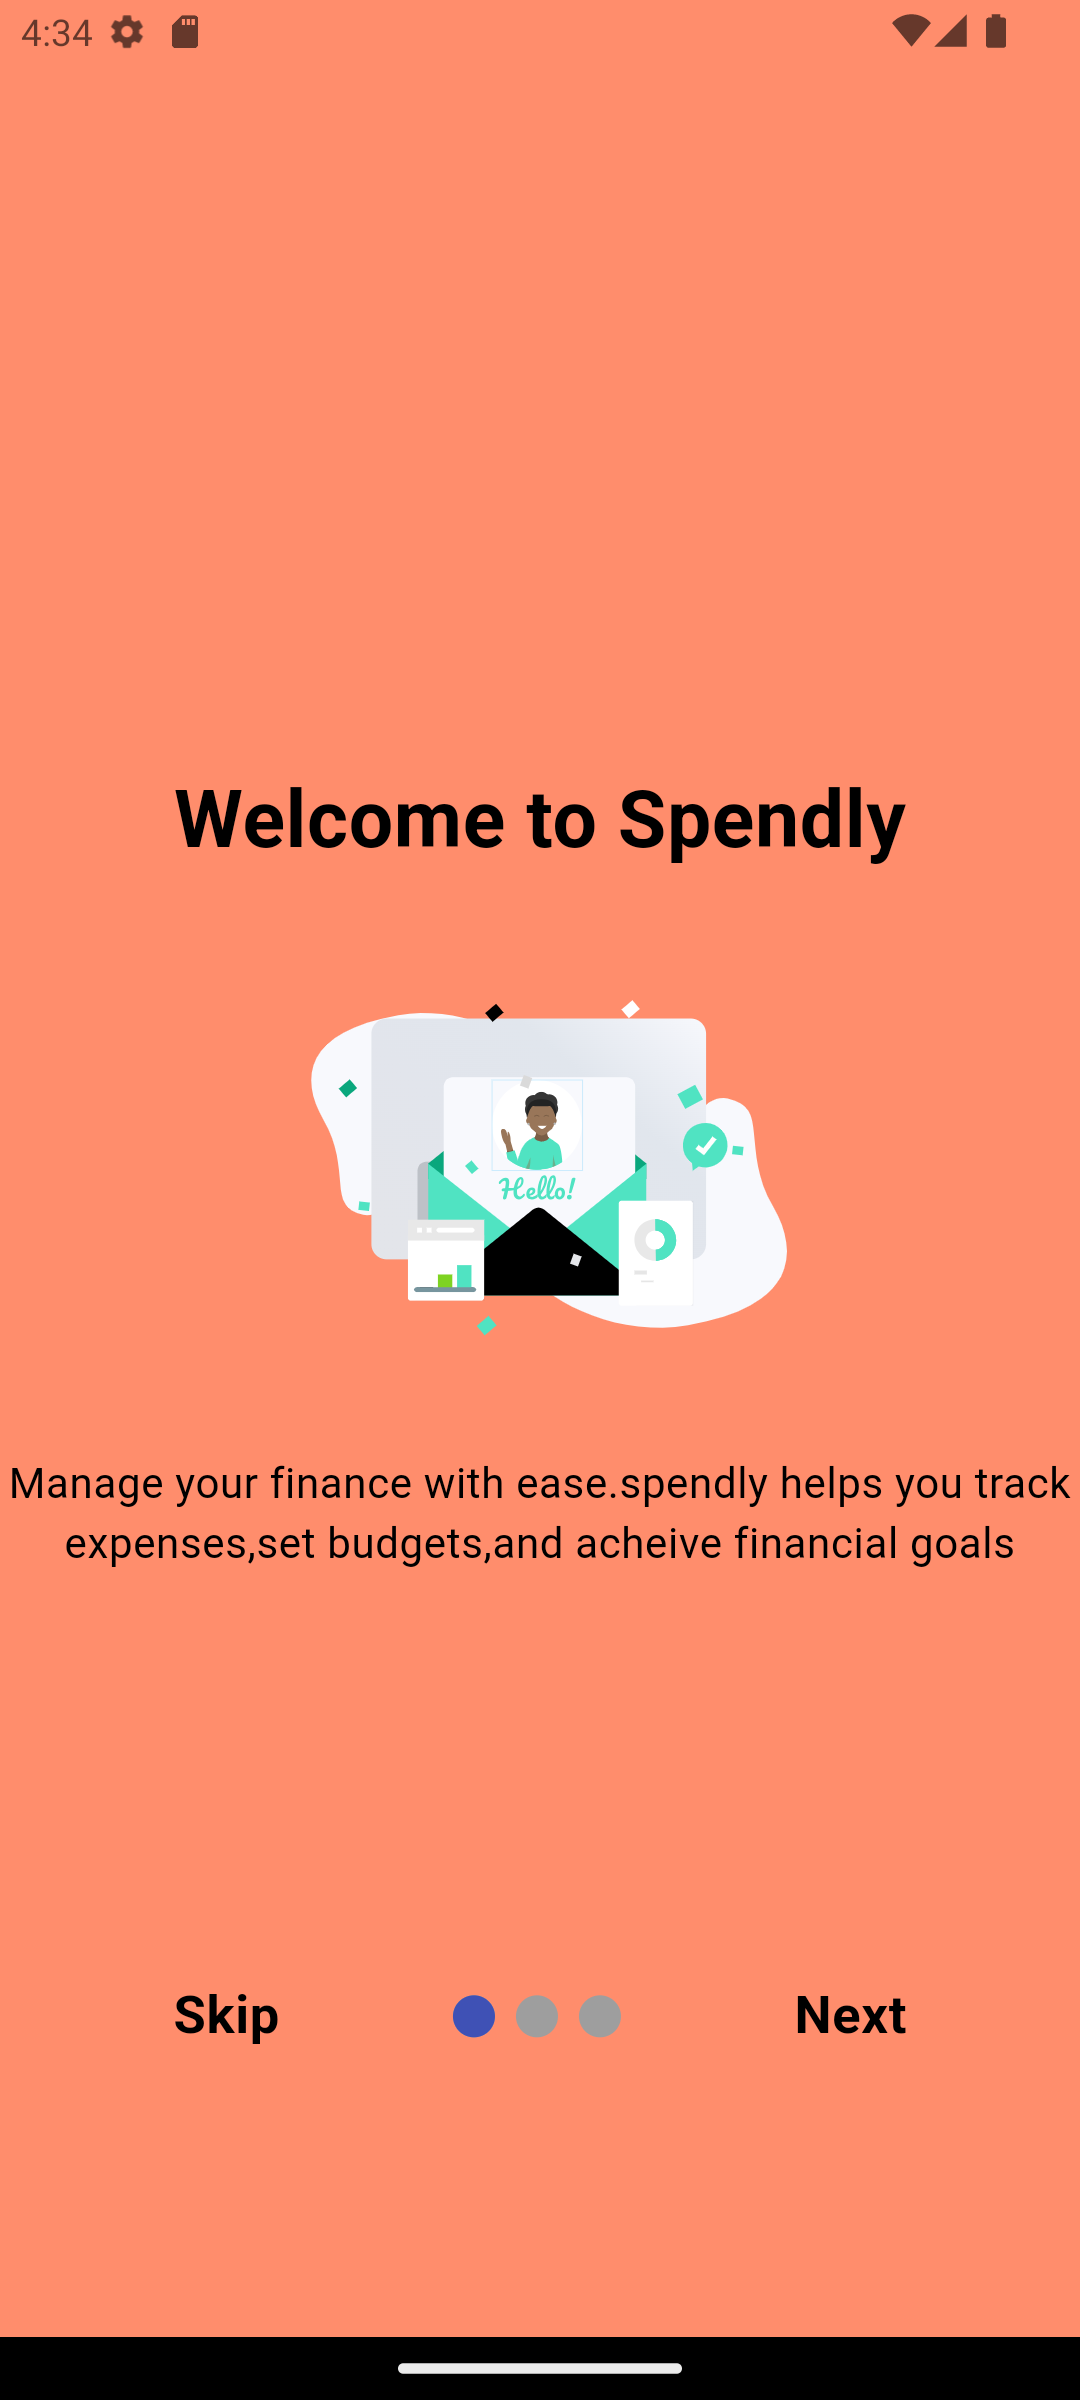 4:34
Welcome to Spendly
Hello!
Manage your finance with ease.spendly helps you track
expenses,set budgets,and acheive financial goals
Skip
Next